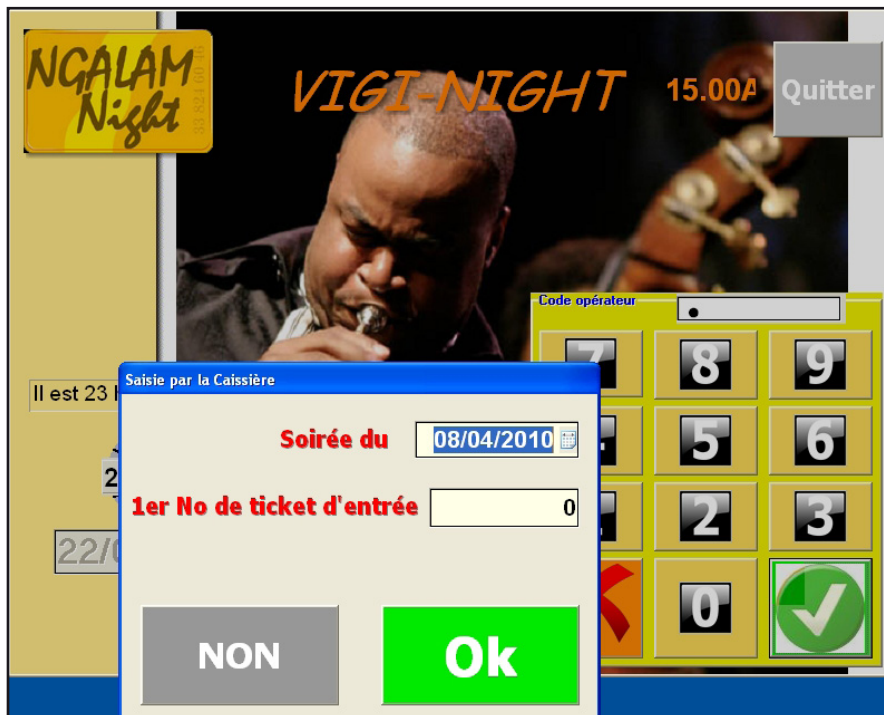 NGALAM
Night
33 824 60 46
VIGI-NIGHT
15.00A
Quitter
Code opérateur
8
9
Il est 23
Saisie par la Caissière
Soirée du
08/04/2010
5
6
1er No de ticket d'entrée
0
2
3
22/0
0
NON
Ok